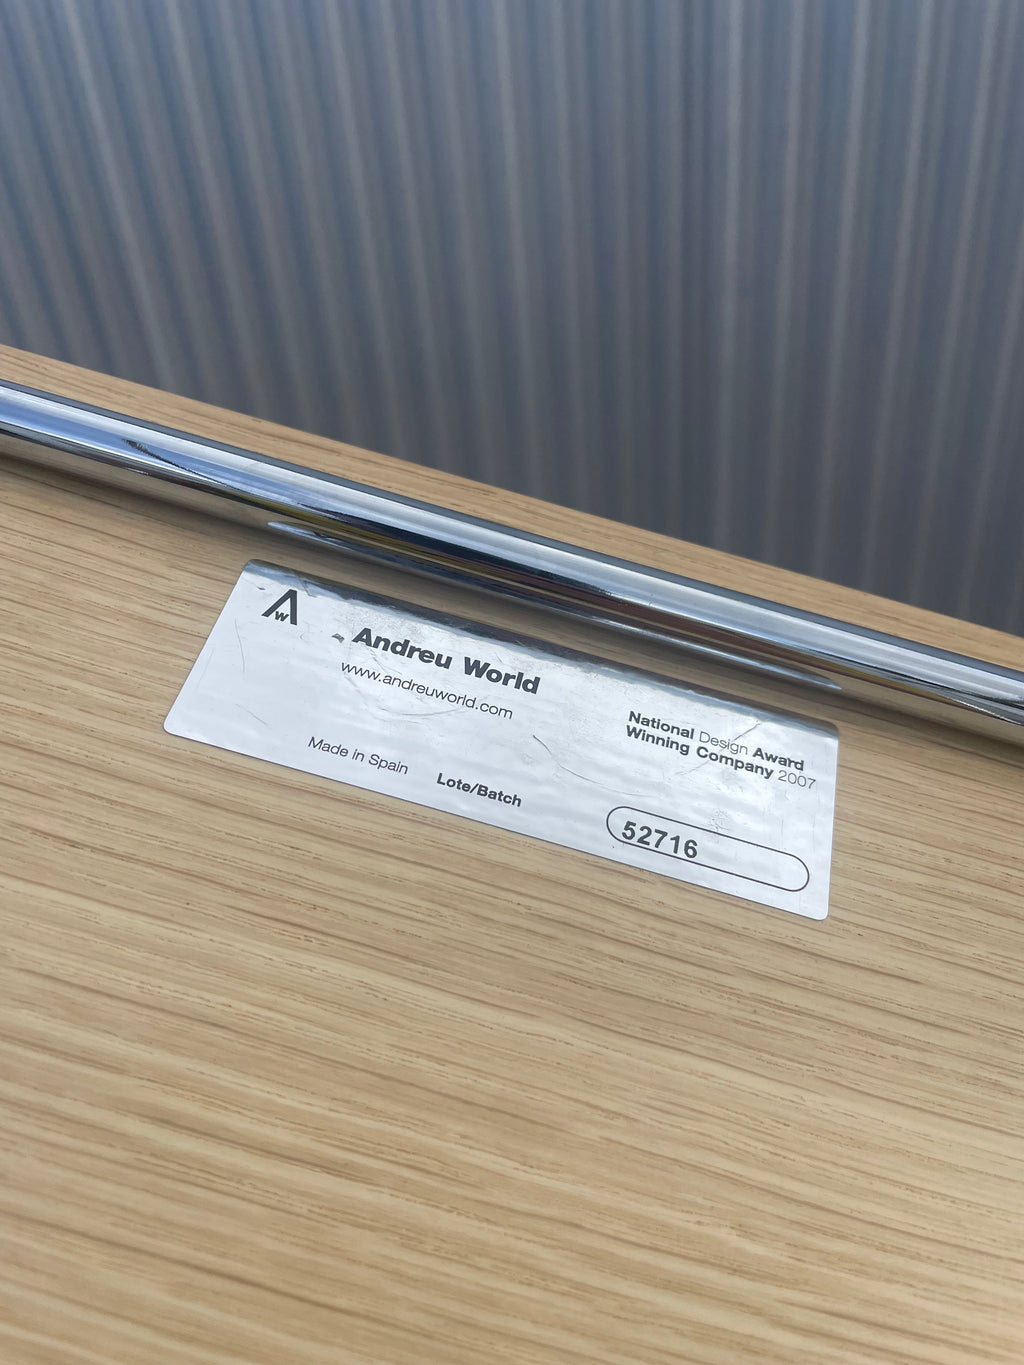 AW
Andreu World
www.andreuworld.com
National Design Award
Winning Company 2007
Made in Spain
Lote/Batch
52716